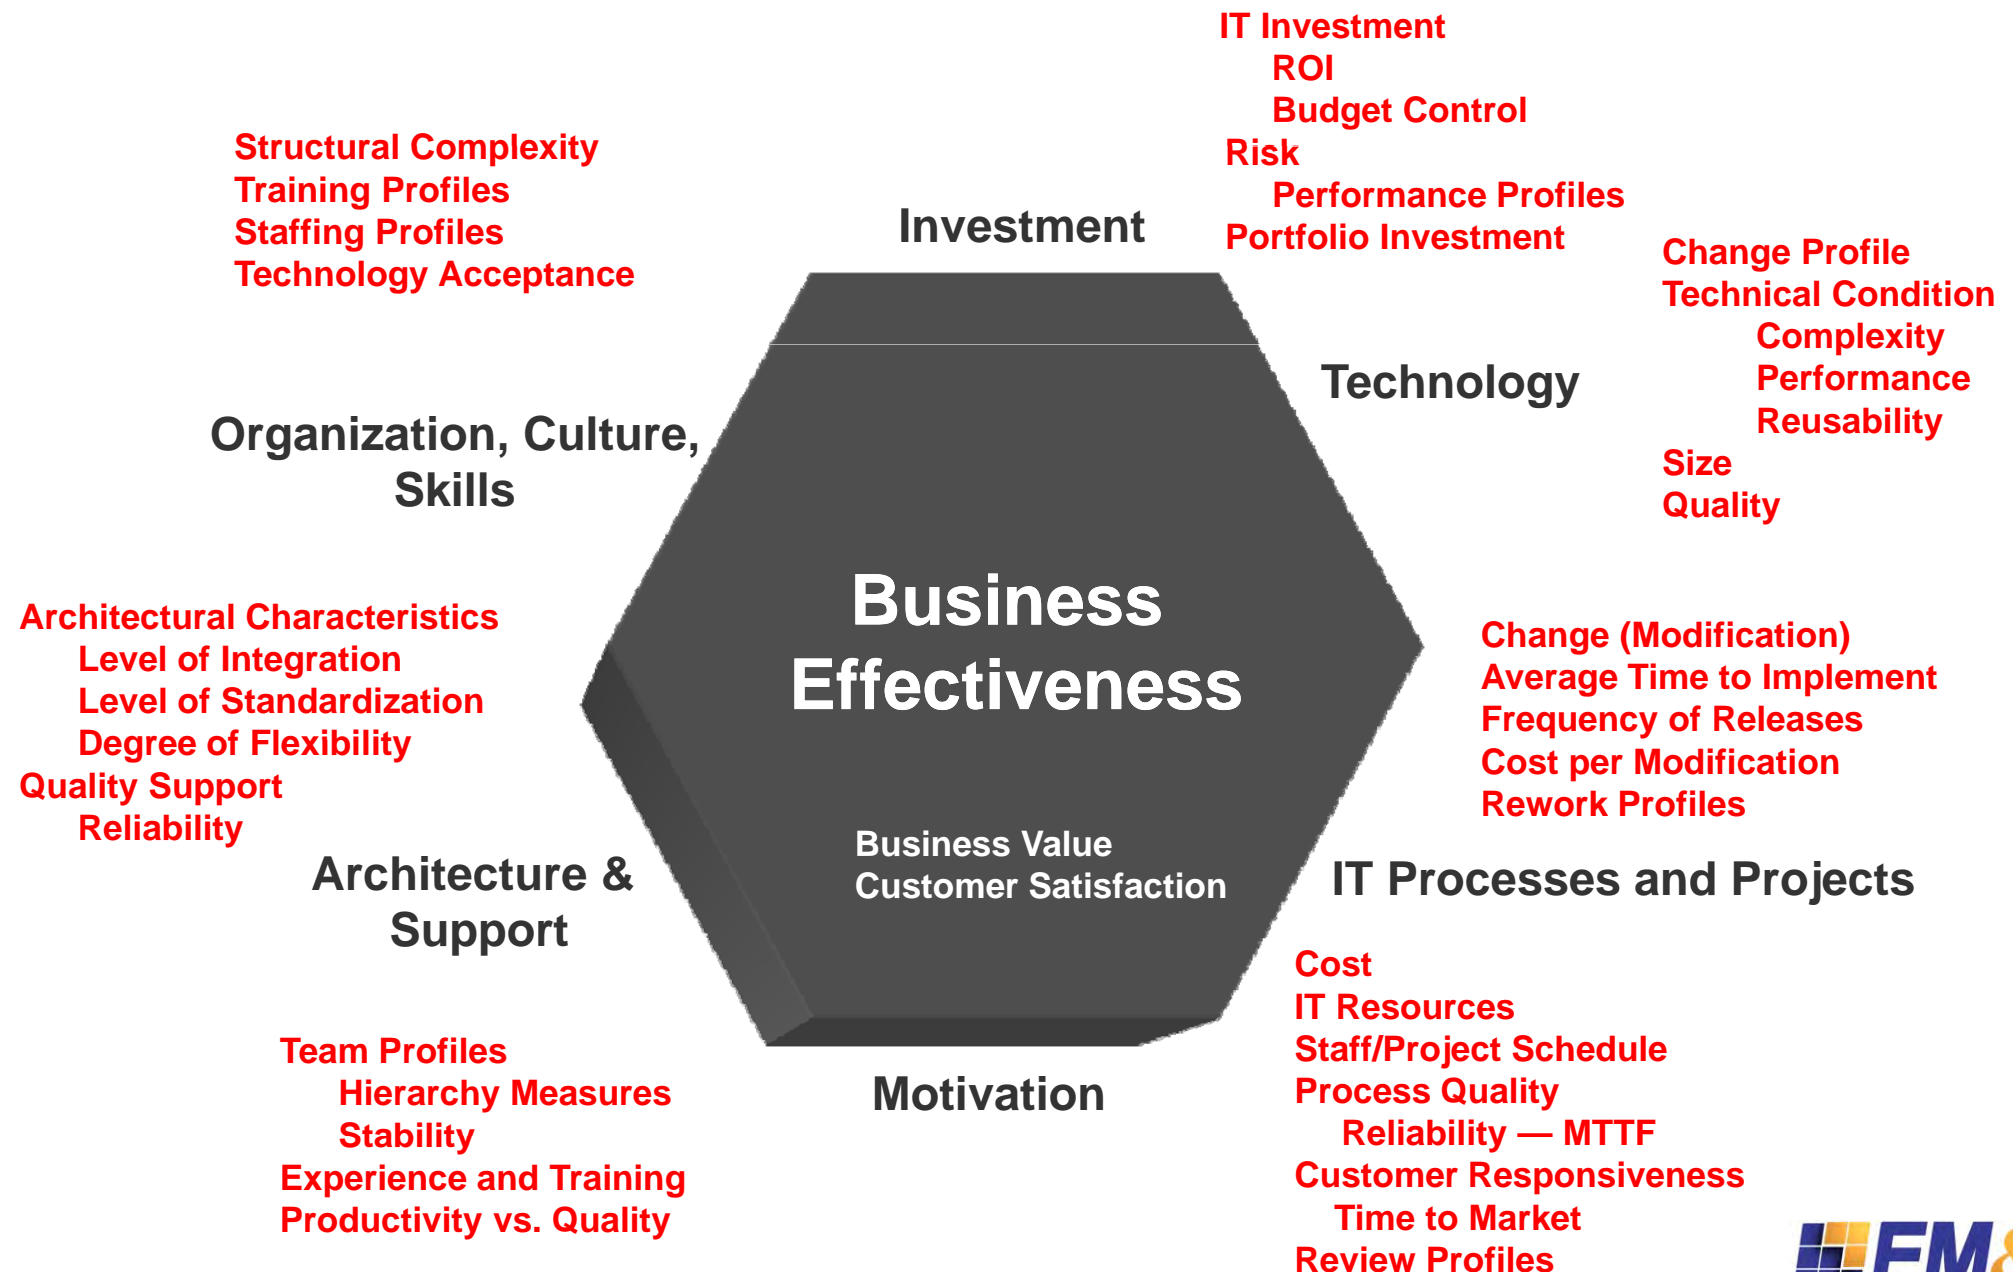 IT Investment
ROI
Budget Control
Risk
Performance Profiles
Portfolio Investment
Structural Complexity
Training Profiles
Staffing Profiles
Technology Acceptance
Investment
Change Profile
Technical Condition
Complexity
Performance
Reusability
Size
Quality
Technology
Organization, Culture,
Skills
Business
Effectiveness
Business Value
Customer Satisfaction
Architectural Characteristics
Level of Integration
Level of Standardization
Degree of Flexibility
Quality Support
Reliability
Architecture &
Support
Change (Modification)
Average Time to Implement
Frequency of Releases
Cost per Modification
Rework Profiles
IT Processes and Projects
Cost
IT Resources
Staff/Project Schedule
Process Quality
Reliability — MTTF
Customer Responsiveness
Time to Market
Review Profiles
Team Profiles
Hierarchy Measures
Stability
Experience and Training
Productivity vs. Quality
Motivation